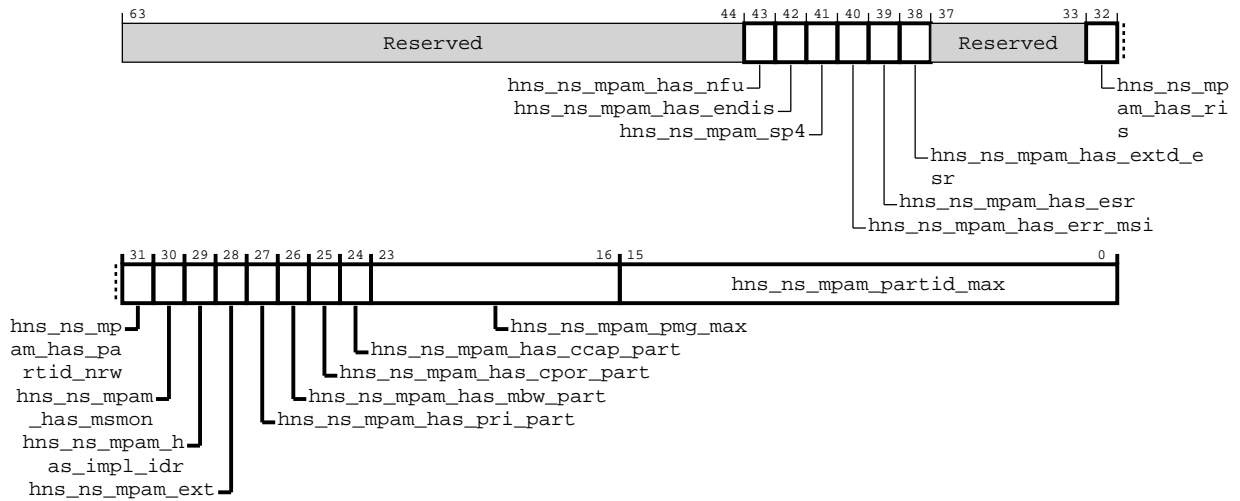 63 44 43 42 41 40 39 38 37 33 32
Reserved Reserved
hns_ns_mpam_has_nfu hns_ns_mp
hns_ns_mpam_has_endis am_has_ri
hns_ns_mpam_sp4 s
hns_ns_mpam_has_extd_e
sr
hns_ns_mpam_has_esr
hns_ns_mpam_has_err_msi
31 30 29 28 27 26 25 24 23 16 15 0
hns_ns_mpam_partid_max
hns_ns_mp hns_ns_mpam_pmg_max
am_has_pa hns_ns_mpam_has_ccap_part
rtid_nrw hns_ns_mpam_has_cpor_part
hns_ns_mpam hns_ns_mpam_has_mbw_part
_has_msmon hns_ns_mpam_has_pri_part
hns_ns_mpam_h
as_impl_idr
hns_ns_mpam_ext